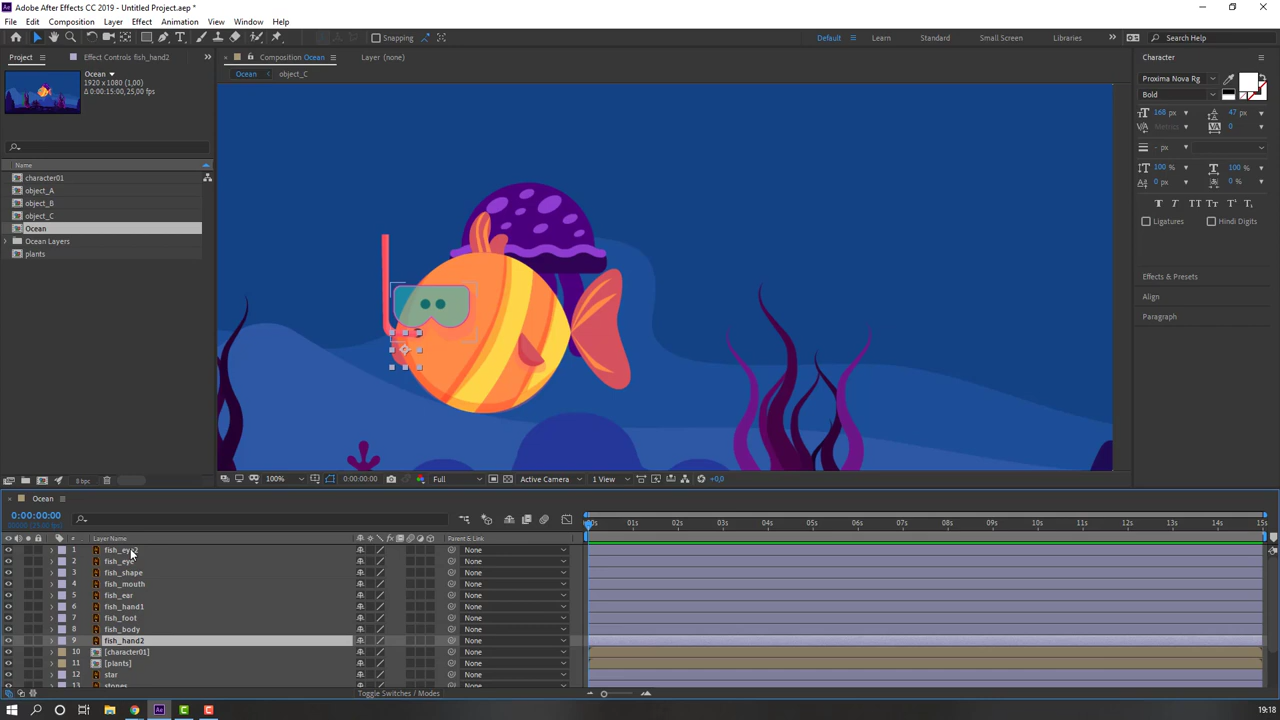 Adobe After Effects CC 2019 - Untitled Project.aep *
File Edit Composition Layer Effect Animation View Window Help
Snapping
Default Learn Standard Small Screen Libraries Search Help
Project Effect Controls fish_hand2
Composition Ocean Layer (none)
Character
Ocean
1920 x 1080 (1,00)
Δ 0:00:15:00, 25,00 fps
Ocean object_C
Proxima Nova Rg
Bold
168 px 47 px
Metrics 0
- px
100 % 100 %
0 px 0 %
T T TT Tт T¹ T₁
Ligatures Hindi Digits
Effects & Presets
Align
Paragraph
Name
character01
object_A
object_B
object_C
Ocean
Ocean Layers
plants
8 bpc
100% 0:00:00:00 Full Active Camera 1 View +0,0
Ocean
0:00:00:00
00000 (25.00 fps)
# Layer Name Parent & Link
:00s 01s 02s 03s 04s 05s 06s 07s 08s 09s 10s 11s 12s 13s 14s 15s
1 fish_eye2 None
2 fish_eye None
3 fish_shape None
4 fish_mouth None
5 fish_ear None
6 fish_hand1 None
7 fish_foot None
8 fish_body None
9 fish_hand2 None
10 [character01] None
11 [plants] None
12 star None
13 stones
Toggle Switches / Modes
19:18